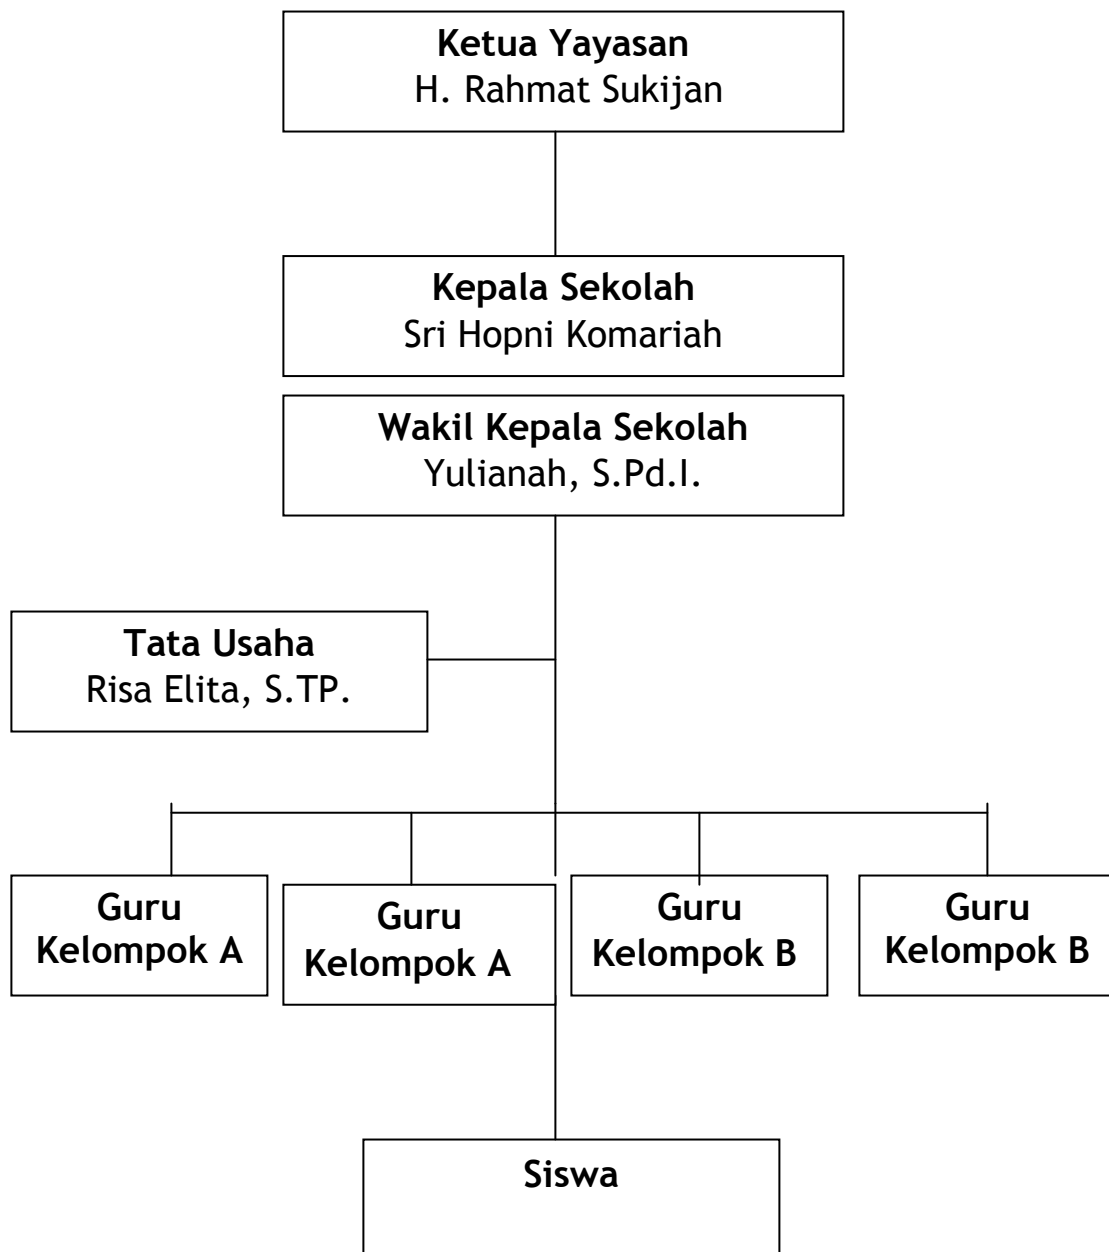 Ketua Yayasan
H. Rahmat Sukijan
Kepala Sekolah
Sri Hopni Komariah
Wakil Kepala Sekolah
Yulianah, S.Pd.I.
Tata Usaha
Risa Elita, S.TP.
Guru
Kelompok A
Guru
Kelompok A
Guru
Kelompok B
Guru
Kelompok B
Siswa